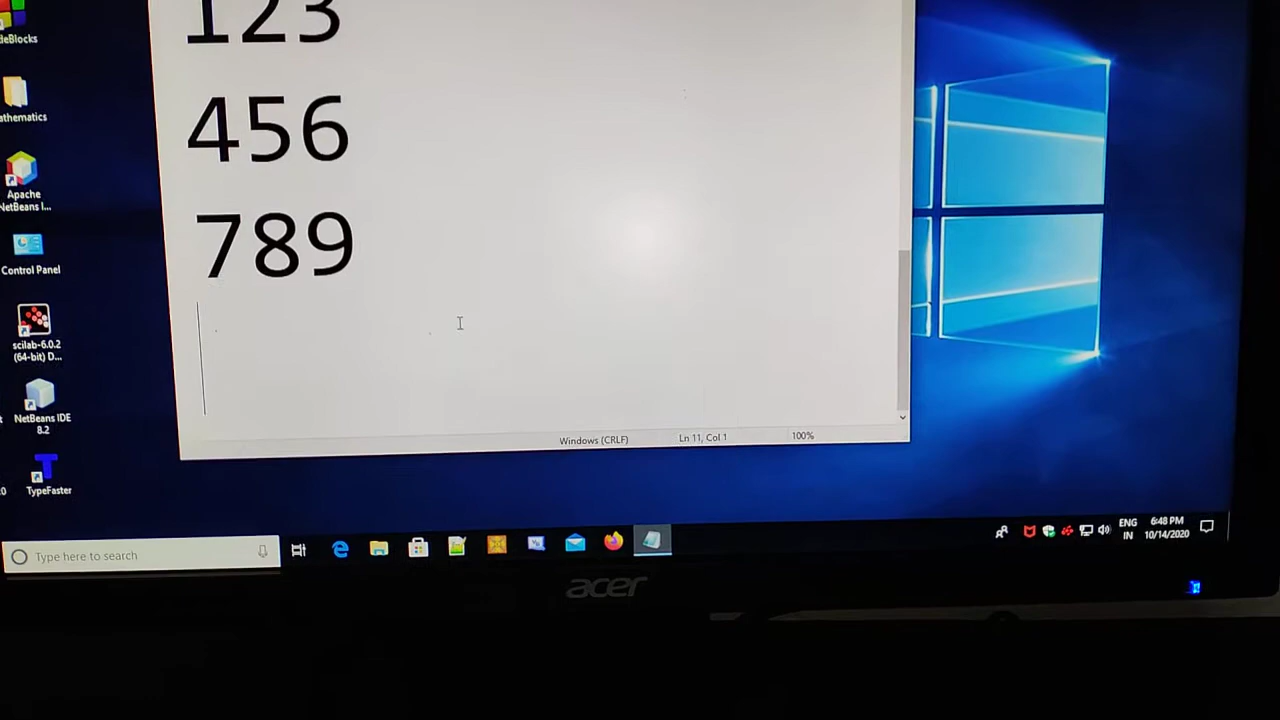 123
456
789
deBlocks
athematics
Apache
NetBeans I...
Control Panel
scilab-6.0.2
(64-bit) D...
NetBeans IDE
8.2
TypeFaster
Windows (CRLF)
Ln 11, Col 1
100%
Type here to search
ENG
IN
6:48 PM
10/14/2020
acer